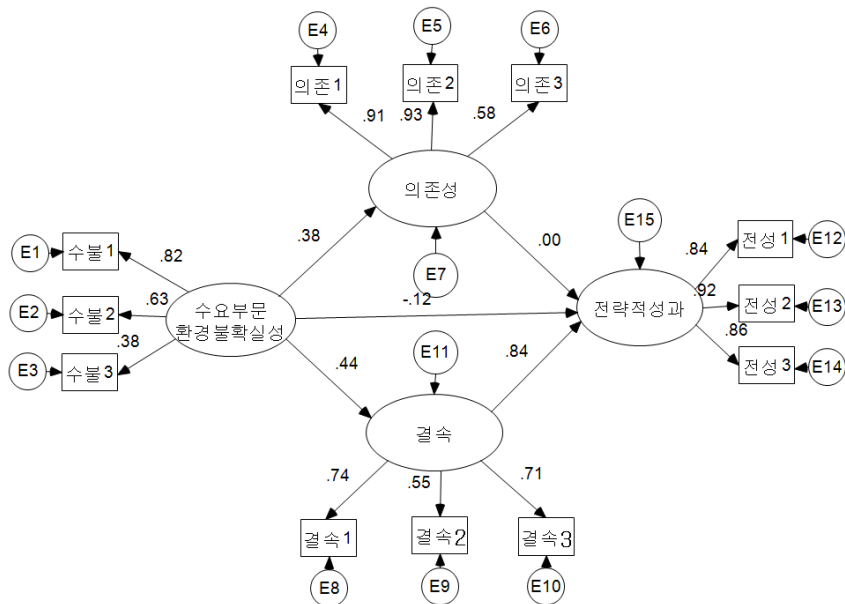 E4
E5
E6
의존1
의존2
의존3
.91
.93
.58
의존성
E7
E1
수불1
.82
E2
수불2
.63
E3
수불3
.38
수요부문
환경불확실성
.38
-.12
.44
.00
.84
E15
전략적성과
.84
전성1
E12
.92
전성2
E13
.86
전성3
E14
E11
결속
.74
.55
.71
결속1
결속2
결속3
E8
E9
E10